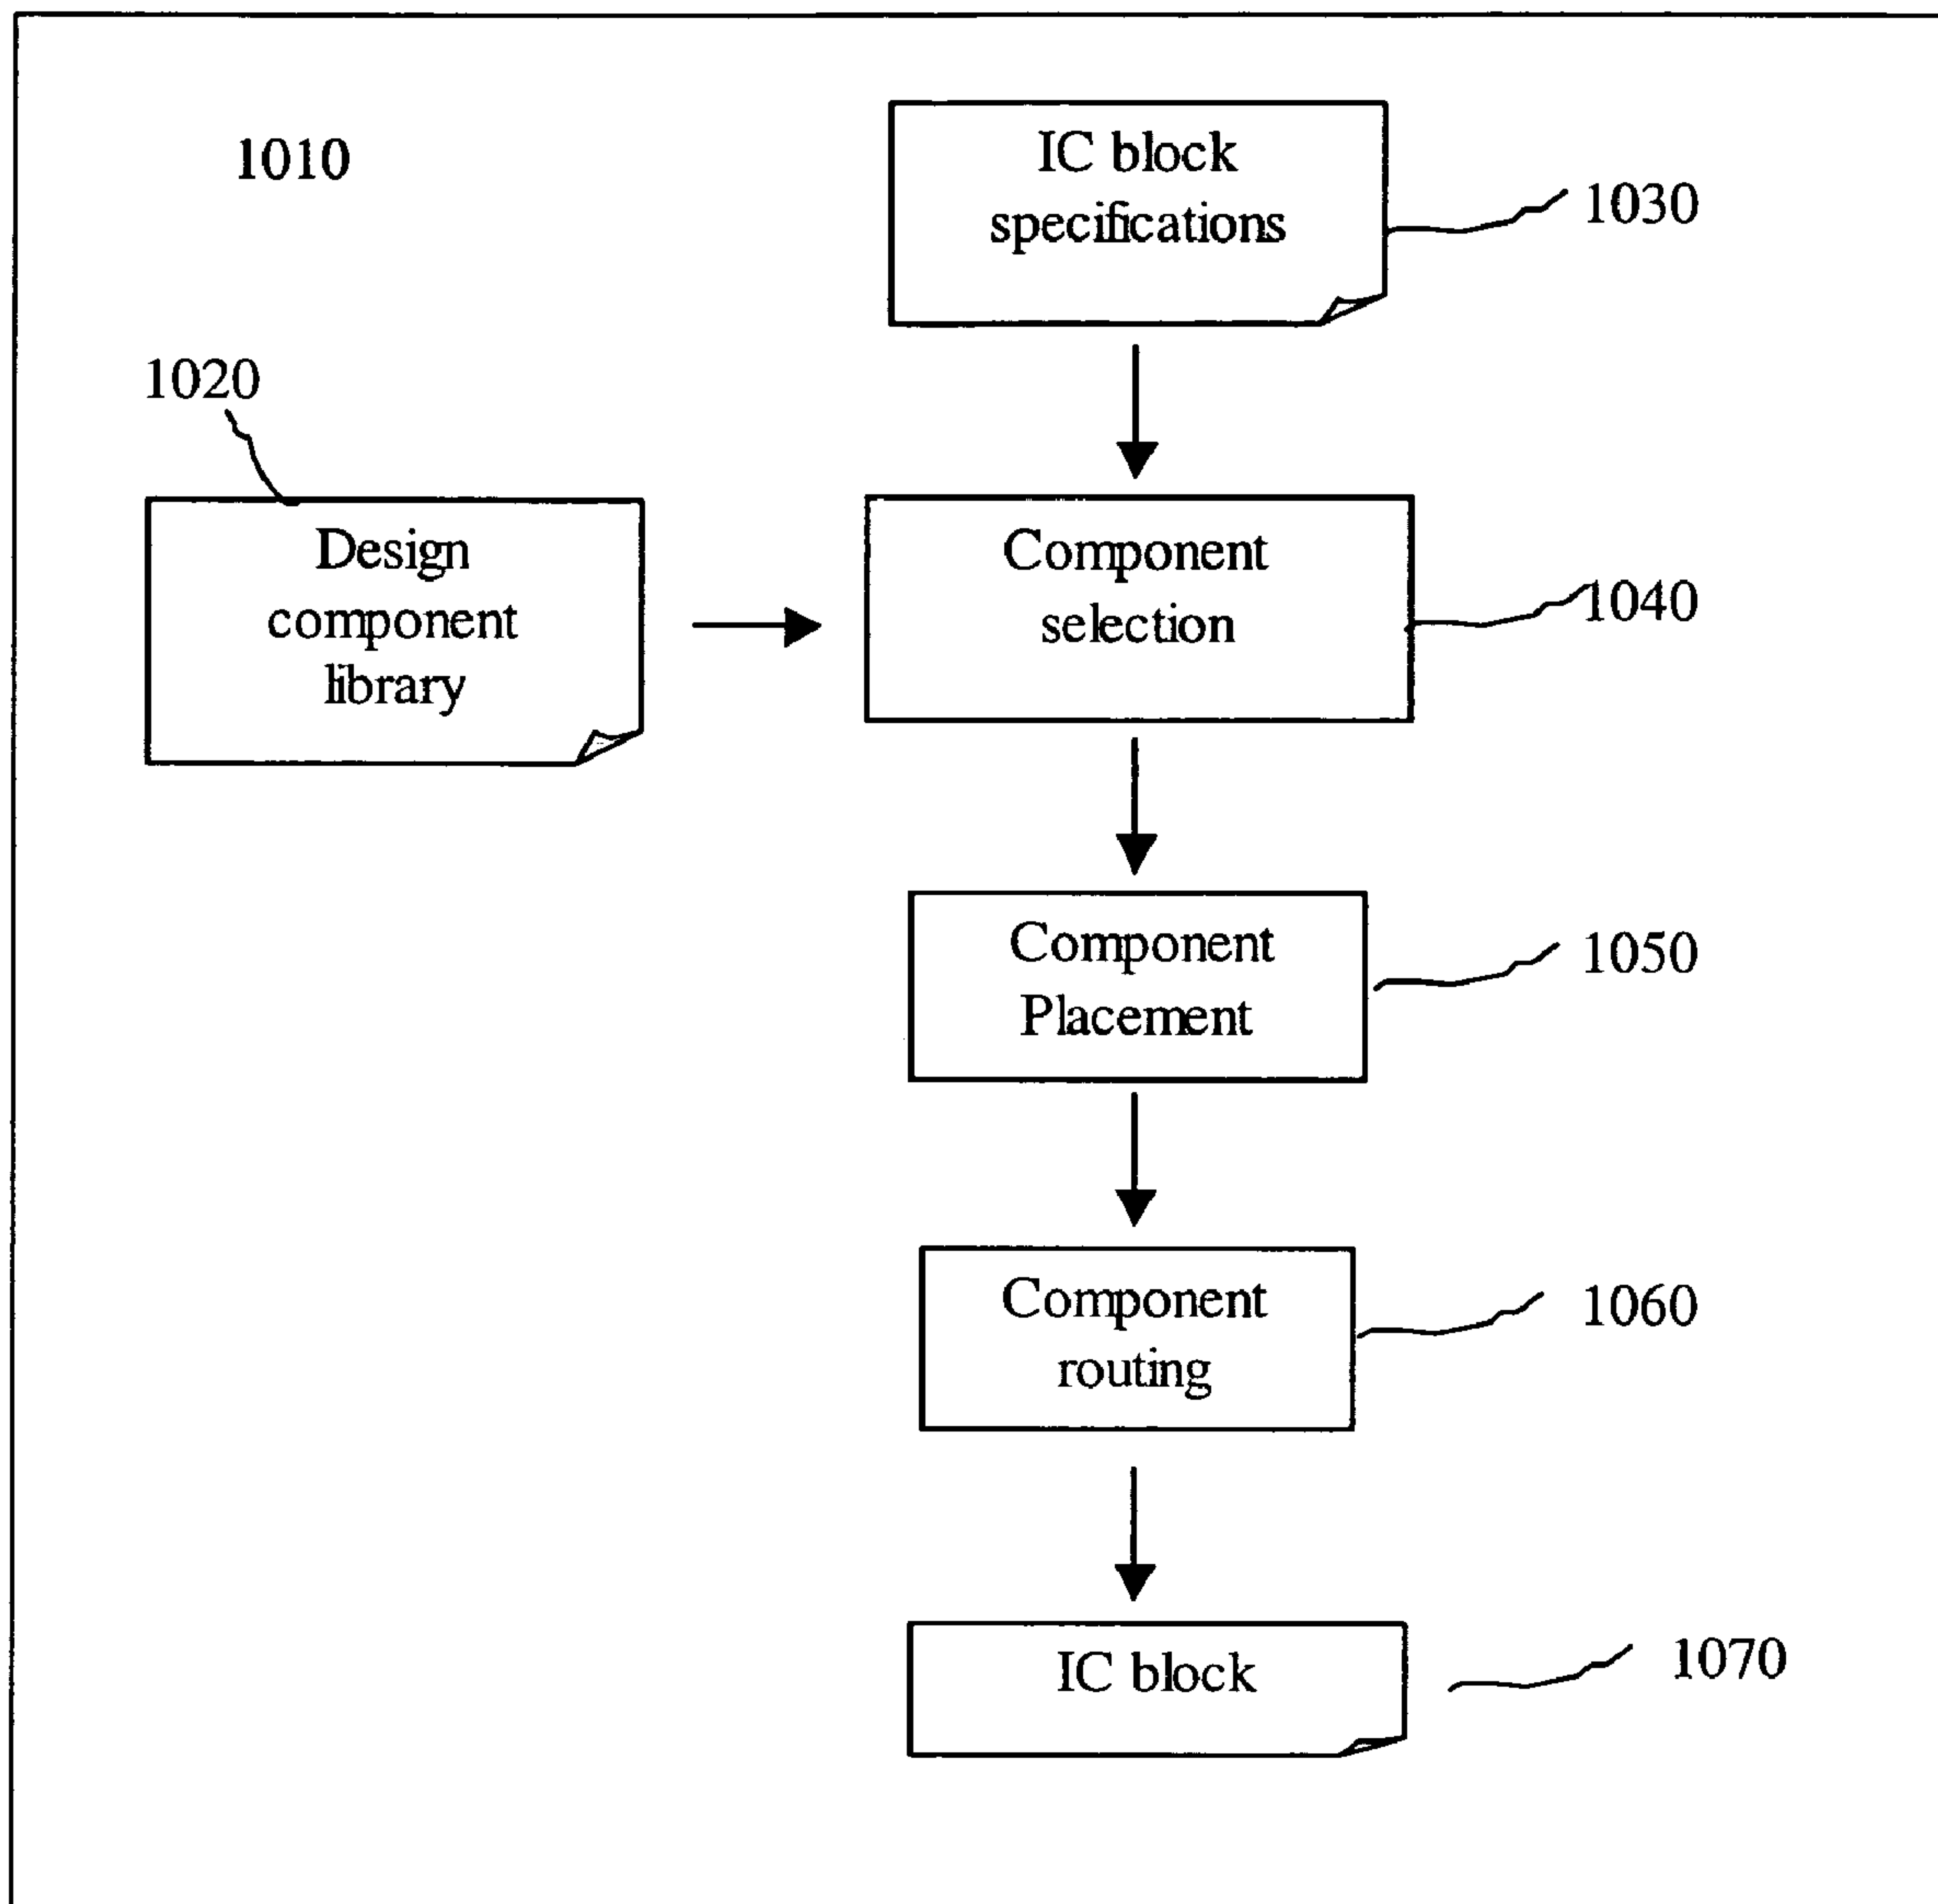 1010
IC block
specifications
1030
1020
Design
component
library
Component
selection
1040
Component
Placement
1050
Component
routing
1060
IC block
1070